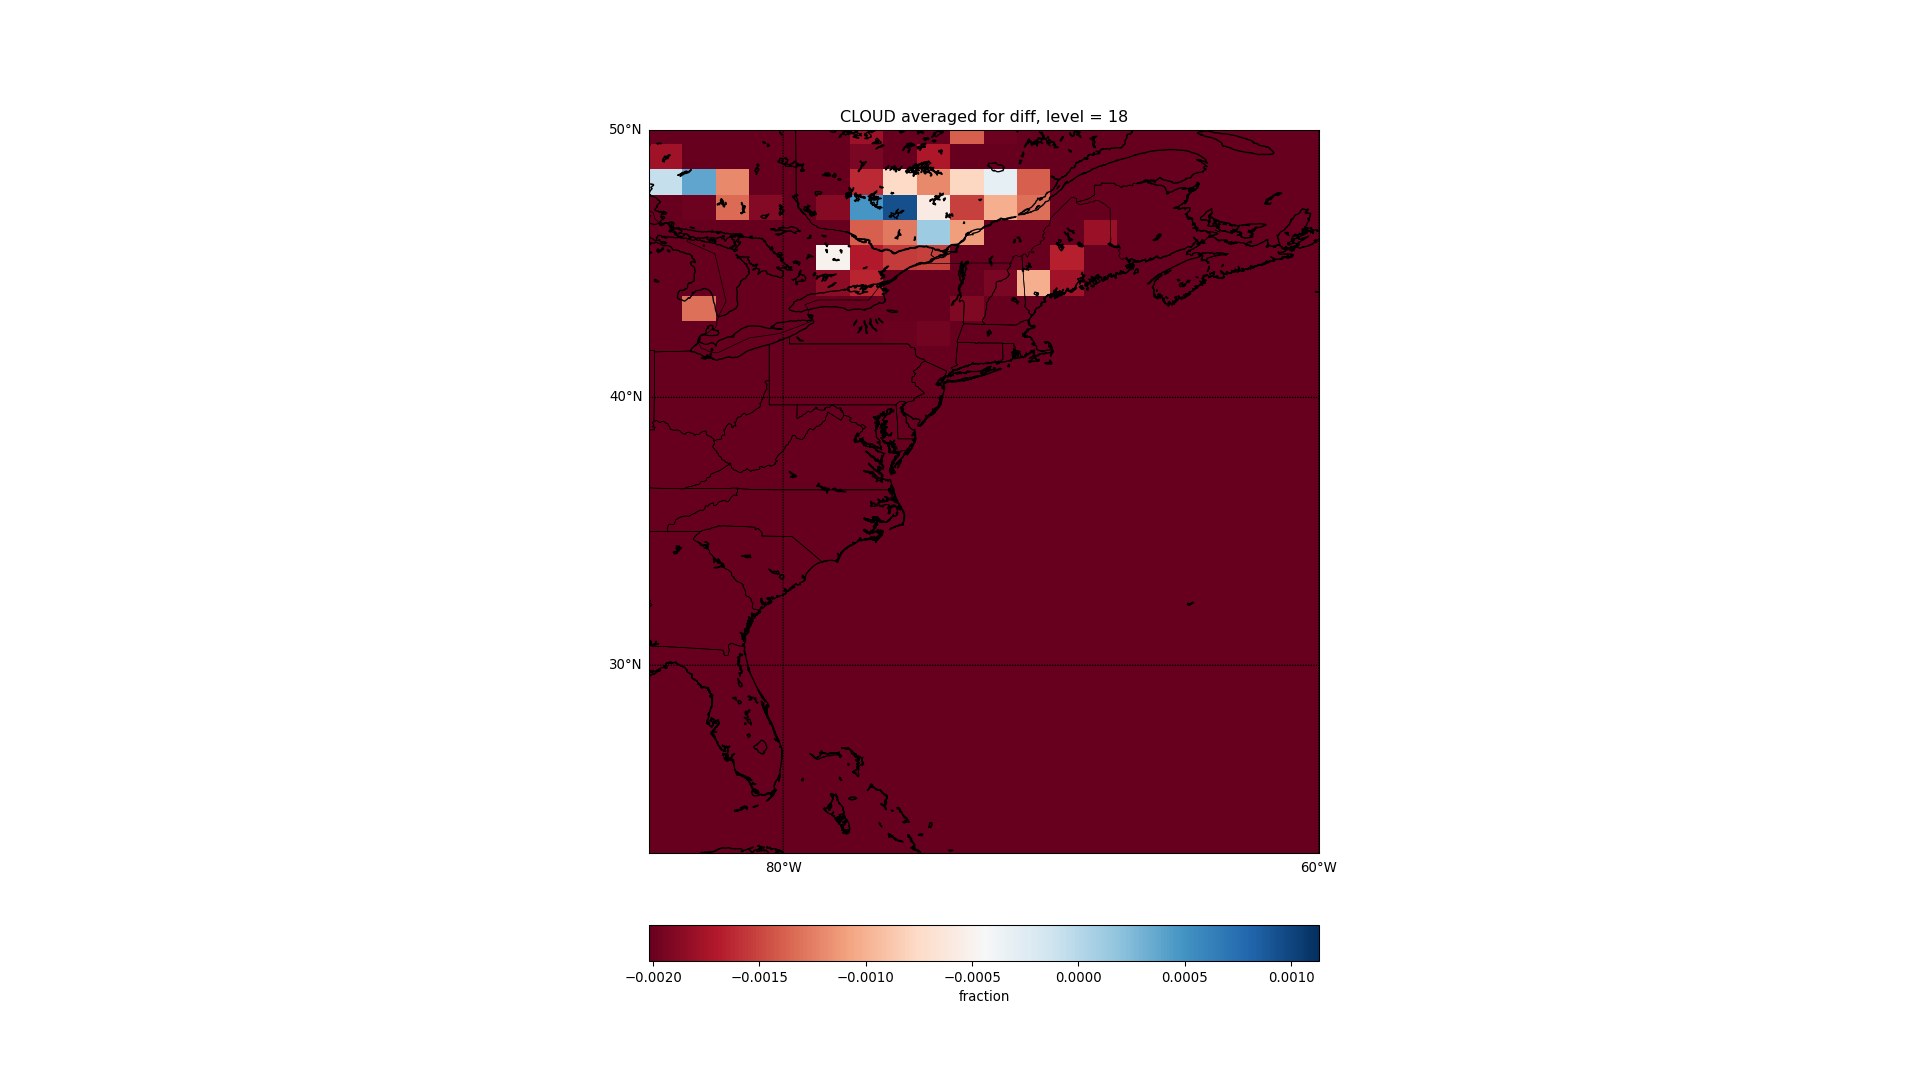 CLOUD averaged for diff, level = 18
50°N
40°N
30°N
80°W 60°W
−0.0020 −0.0015 −0.0010 −0.0005 0.0000 0.0005 0.0010
fraction